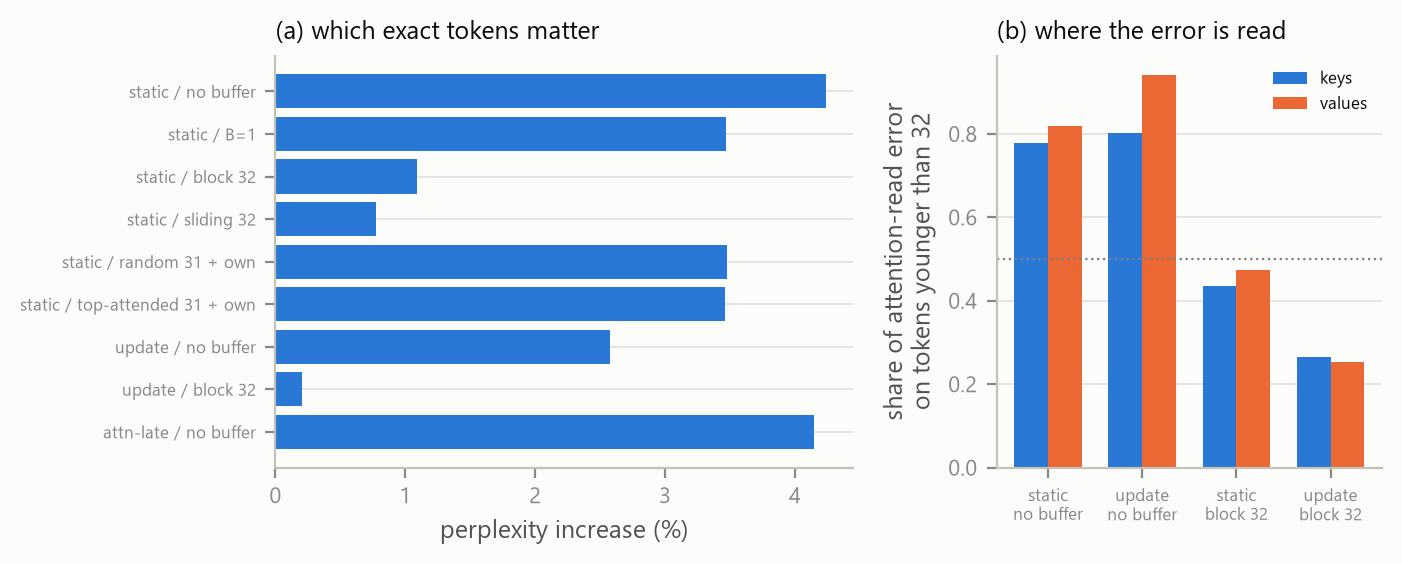 (a) which exact tokens matter
static / no buffer
static / B=1
static / block 32
static / sliding 32
static / random 31 + own
static / top-attended 31 + own
update / no buffer
update / block 32
attn-late / no buffer
0 1 2 3 4
perplexity increase (%)
(b) where the error is read
keys
values
share of attention-read error
on tokens younger than 32
0.8
0.6
0.4
0.2
0.0
static update static update
no buffer no buffer block 32 block 32